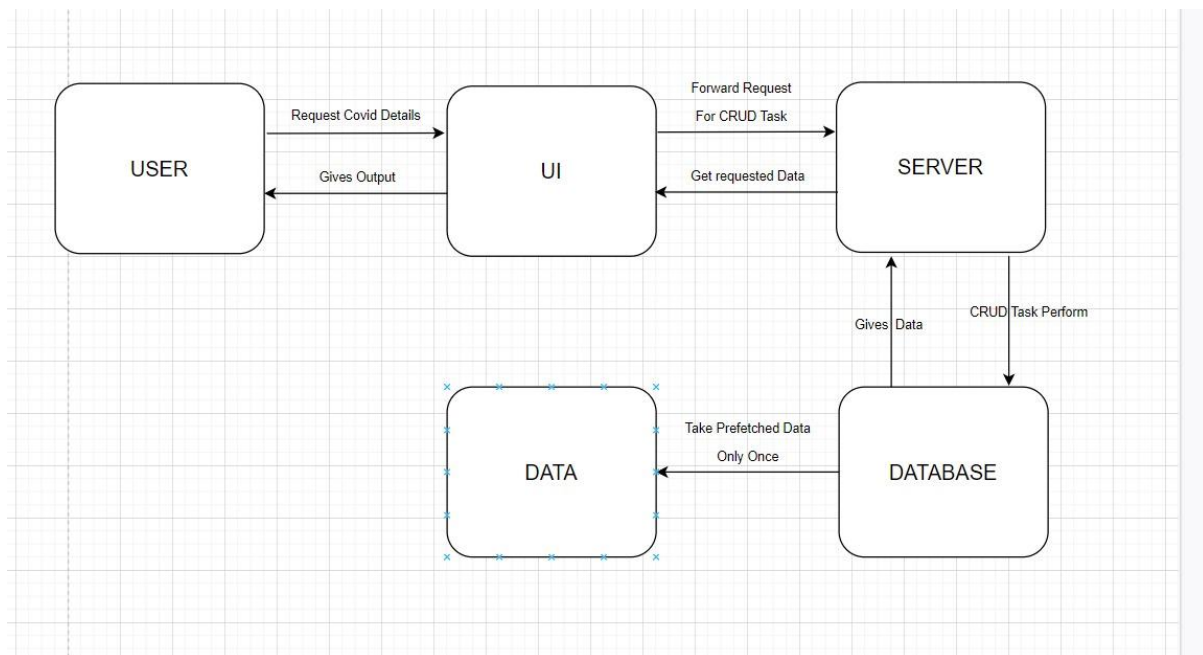 Forward Request
For CRUD Task
Request Covid Details
USER
UI
SERVER
Gives Output
Get requested Data
Gives Data
CRUD Task Perform
Take Prefetched Data
Only Once
DATA
DATABASE